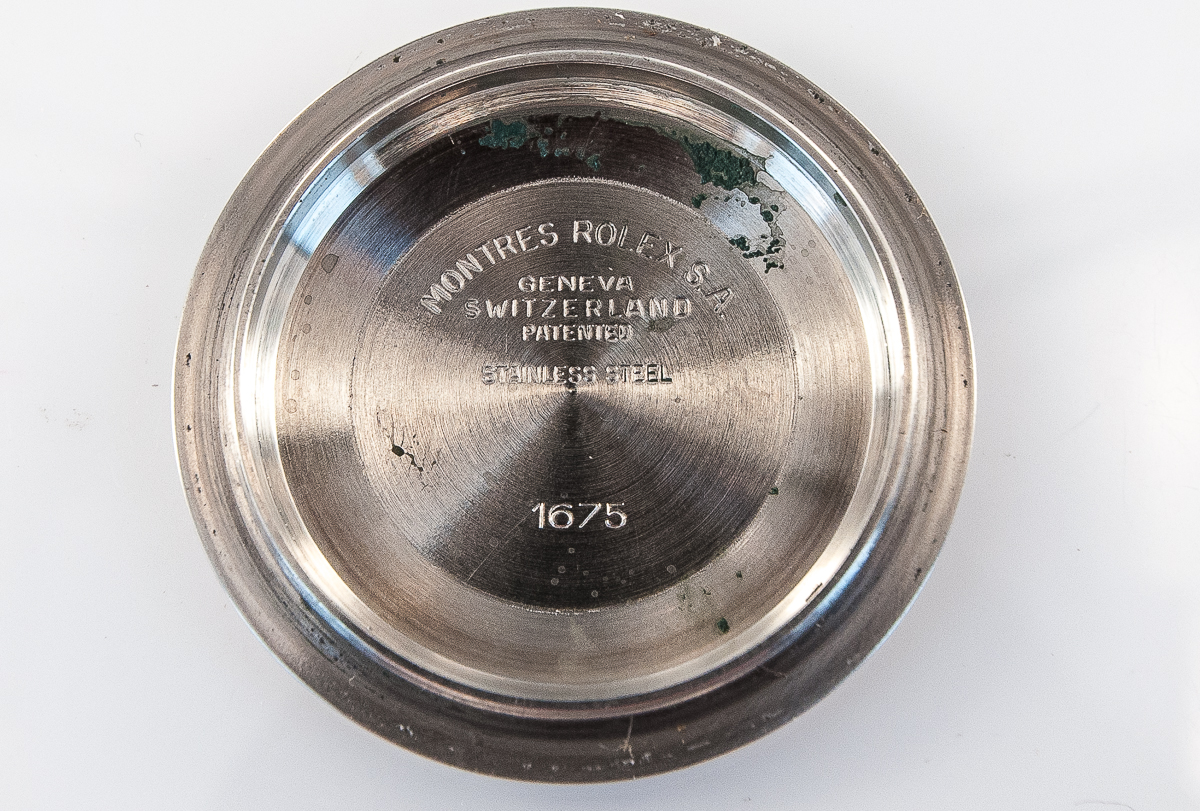 MONTRES ROLEX S.A
GENEVA
SWITZERLAND
PATENTED
STAINLESS STEEL
1675